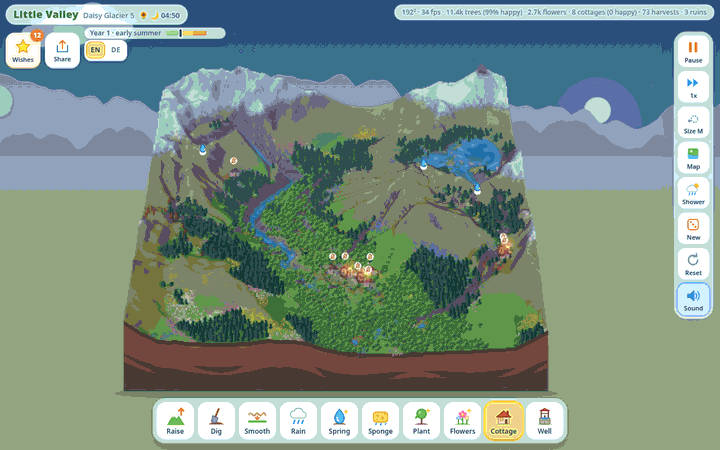 Little Valley Daisy Glacier 5 04:50
192² · 34 fps · 11.4k trees (99% happy) · 2.7k flowers · 8 cottages (0 happy) · 73 harvests · 3 ruins
Year 1 · early summer
12
Wishes
Share
EN
DE
Pause
1x
Size M
Map
Shower
New
Reset
Sound
Raise
Dig
Smooth
Rain
Spring
Sponge
Plant
Flowers
Cottage
Well